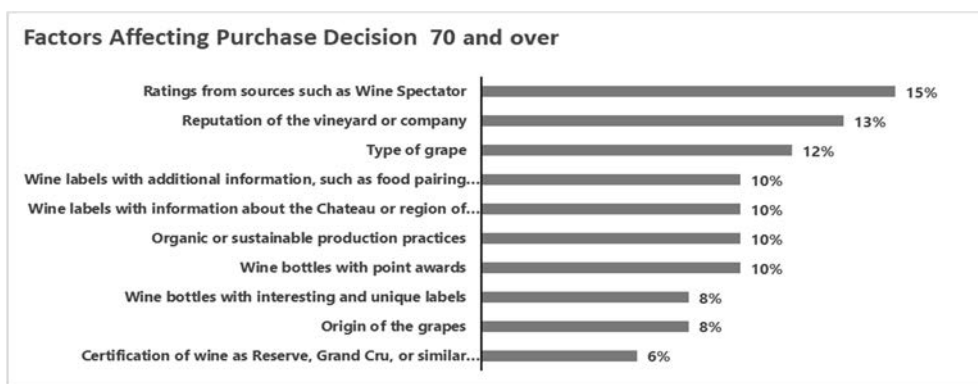 Factors Affecting Purchase Decision 70 and over
Ratings from sources such as Wine Spectator 15%
Reputation of the vineyard or company 13%
Type of grape 12%
Wine labels with additional information, such as food pairing... 10%
Wine labels with information about the Chateau or region of... 10%
Organic or sustainable production practices 10%
Wine bottles with point awards 10%
Wine bottles with interesting and unique labels 8%
Origin of the grapes 8%
Certification of wine as Reserve, Grand Cru, or similar... 6%